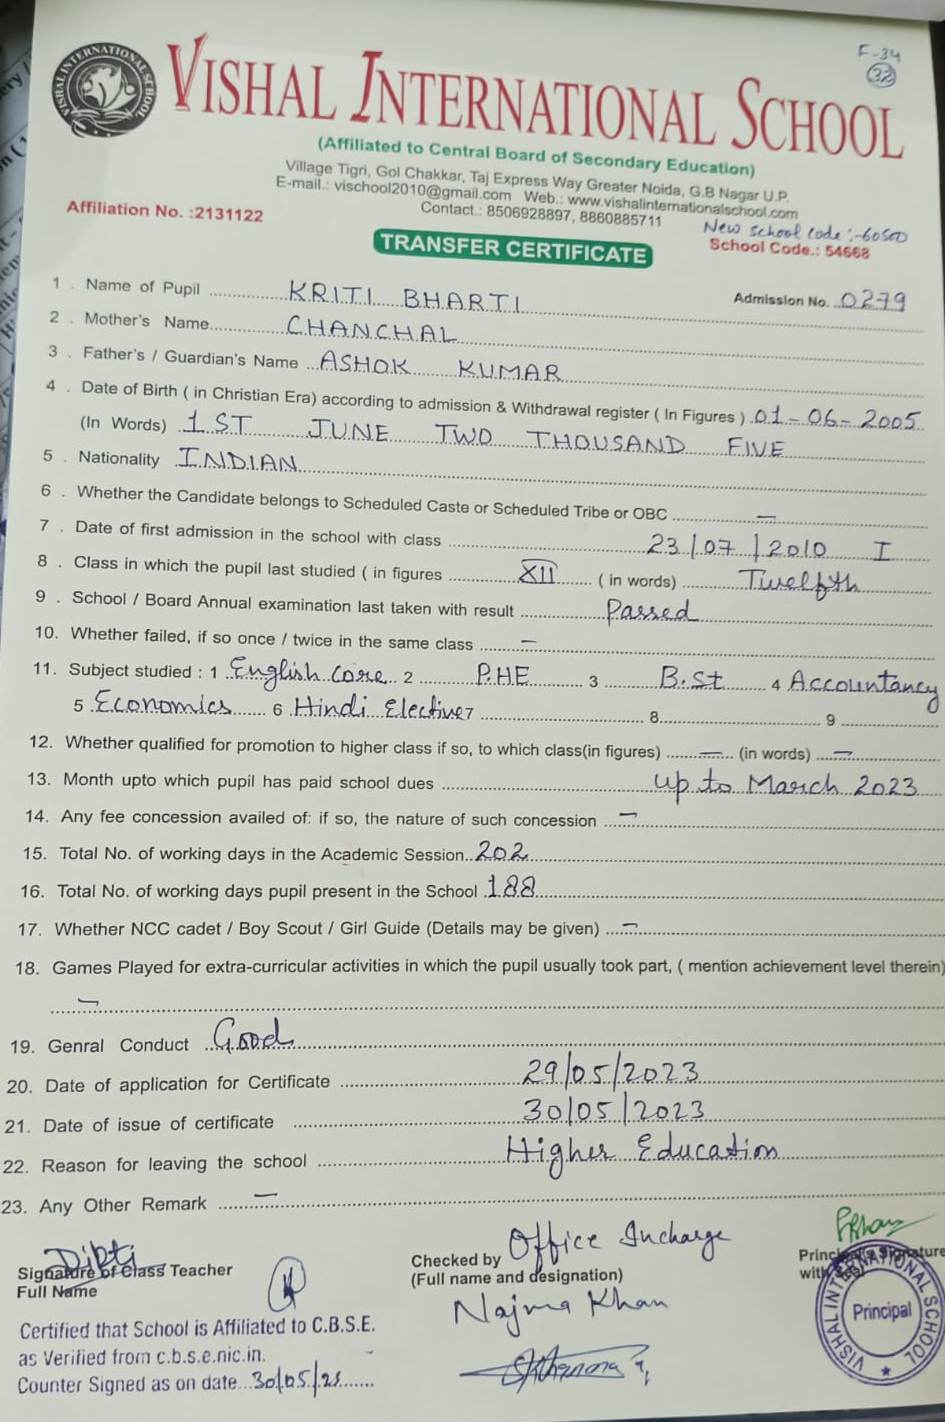 F-34
32
VISHAL INTERNATIONAL SCHOOL
(Affiliated to Central Board of Secondary Education)
Village Tigri, Gol Chakkar, Taj Express Way Greater Noida, G.B Nagar U.P.
E-mail.: vischool2010@gmail.com Web.: www.vishalinternationalschool.com
Affiliation No. :2131122 Contact.: 8506928897, 8860885711
New school code :- 60500
TRANSFER CERTIFICATE School Code.: 54668
1 . Name of Pupil KRITI BHARTI Admission No. 0279
2 . Mother's Name CHANCHAL
3 . Father's / Guardian's Name ASHOK KUMAR
4 . Date of Birth ( in Christian Era) according to admission & Withdrawal register ( In Figures ) 01-06-2005
(In Words) 1 ST JUNE TWO THOUSAND FIVE
5 . Nationality INDIAN
6 . Whether the Candidate belongs to Scheduled Caste or Scheduled Tribe or OBC —
7 . Date of first admission in the school with class 23/07/2010 I
8 . Class in which the pupil last studied ( in figures XII ( in words) Twelfth
9 . School / Board Annual examination last taken with result Passed
10. Whether failed, if so once / twice in the same class —
11. Subject studied : 1 English Core 2 P.HE 3 B.St 4 Accountancy
5 Economics 6 Hindi Elective 7 8 9
12. Whether qualified for promotion to higher class if so, to which class(in figures) — (in words) —
13. Month upto which pupil has paid school dues up to March 2023
14. Any fee concession availed of: if so, the nature of such concession —
15. Total No. of working days in the Academic Session.. 202
16. Total No. of working days pupil present in the School 188
17. Whether NCC cadet / Boy Scout / Girl Guide (Details may be given) —
18. Games Played for extra-curricular activities in which the pupil usually took part, ( mention achievement level therein)
—
19. Genral Conduct Good
20. Date of application for Certificate 29/05/2023
21. Date of issue of certificate 30/05/2023
22. Reason for leaving the school Higher Education
23. Any Other Remark —
Dipti
Signature of Class Teacher
Full Name
Checked by Office Incharge
(Full name and designation)
Najma Khan
Principal's Signature
with
VISHAL INTERNATIONAL SCHOOL
Principal
Certified that School is Affiliated to C.B.S.E.
as Verified from c.b.s.e.nic.in.
Counter Signed as on date...30/05/23